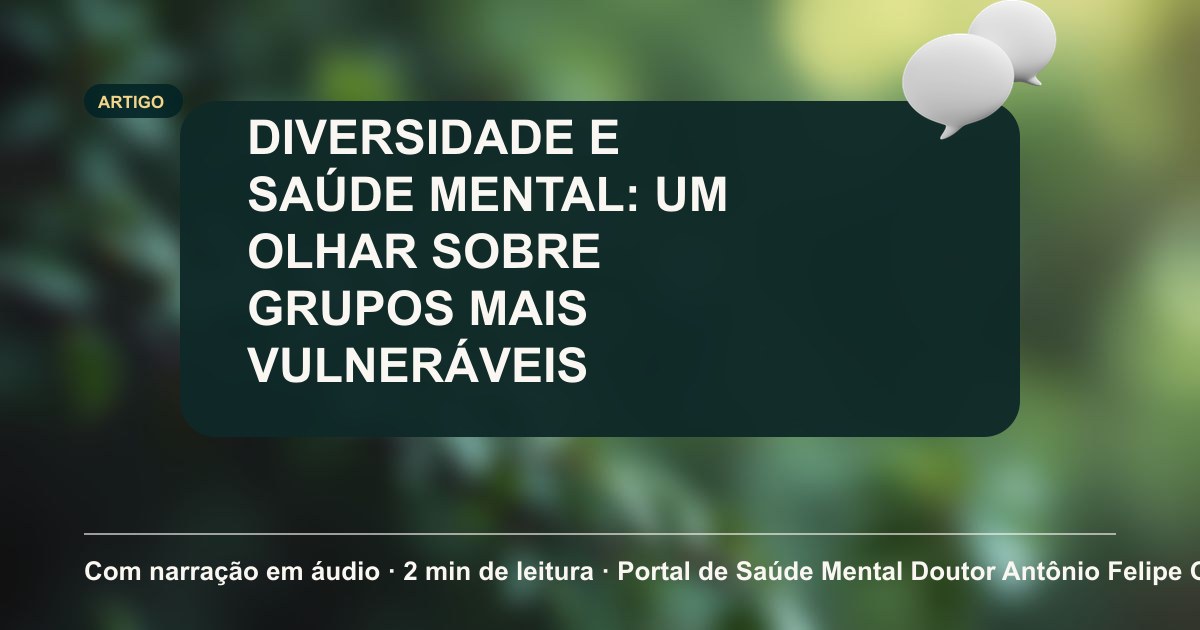 ARTIGO
DIVERSIDADE E
SAÚDE MENTAL: UM
OLHAR SOBRE
GRUPOS MAIS
VULNERÁVEIS
Com narração em áudio · 2 min de leitura · Portal de Saúde Mental Doutor Antônio Felipe